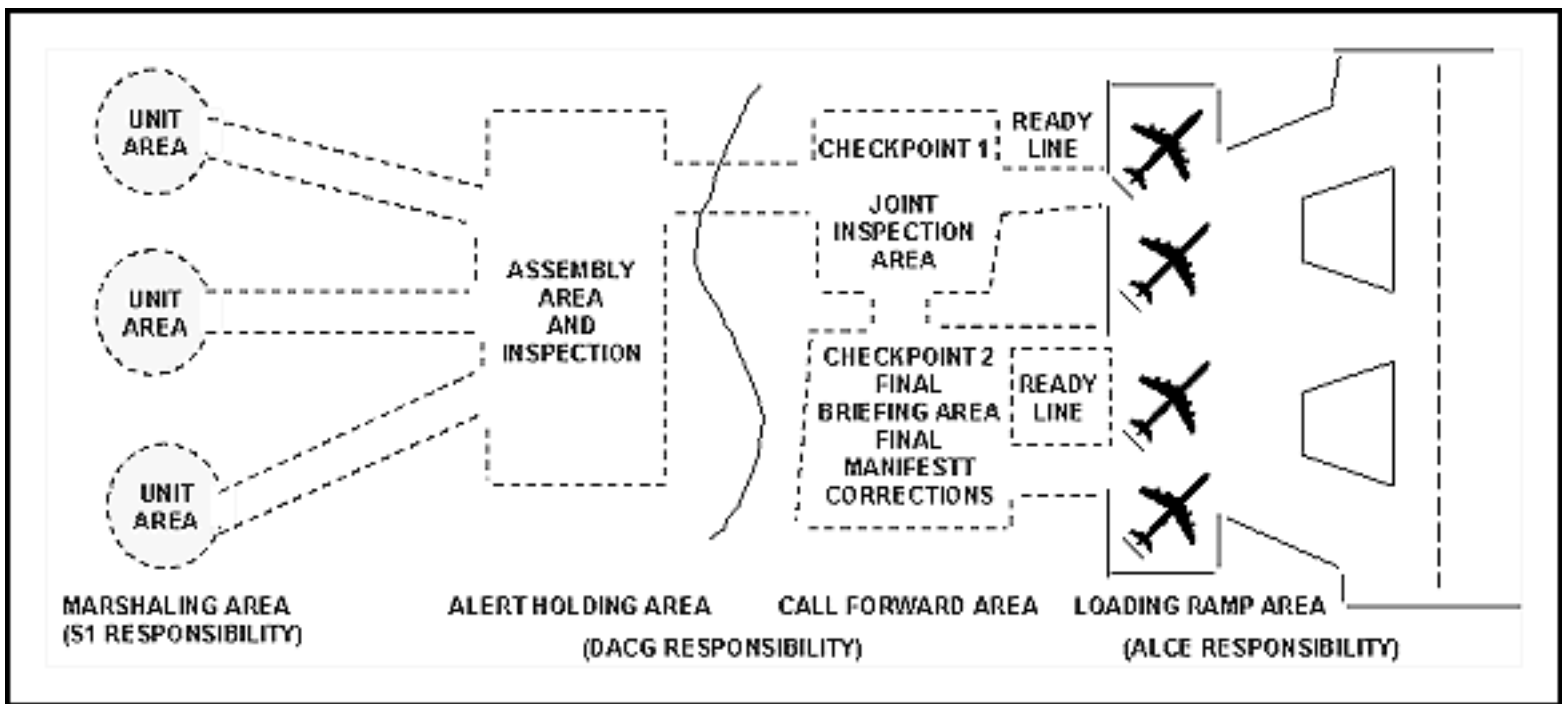 UNIT
AREA
UNIT
AREA
UNIT
AREA
ASSEMBLY
AREA
AND
INSPECTION
CHECKPOINT 1
READY
LINE
JOINT
INSPECTION
AREA
CHECKPOINT 2
FINAL
BRIEFING AREA
FINAL
MANIFESTT
CORRECTIONS
READY
LINE
MARSHALING AREA
(S1 RESPONSIBILITY)
ALERT HOLDING AREA
CALL FORWARD AREA
(DACG RESPONSIBILITY)
LOADING RAMP AREA
(ALCE RESPONSIBILITY)